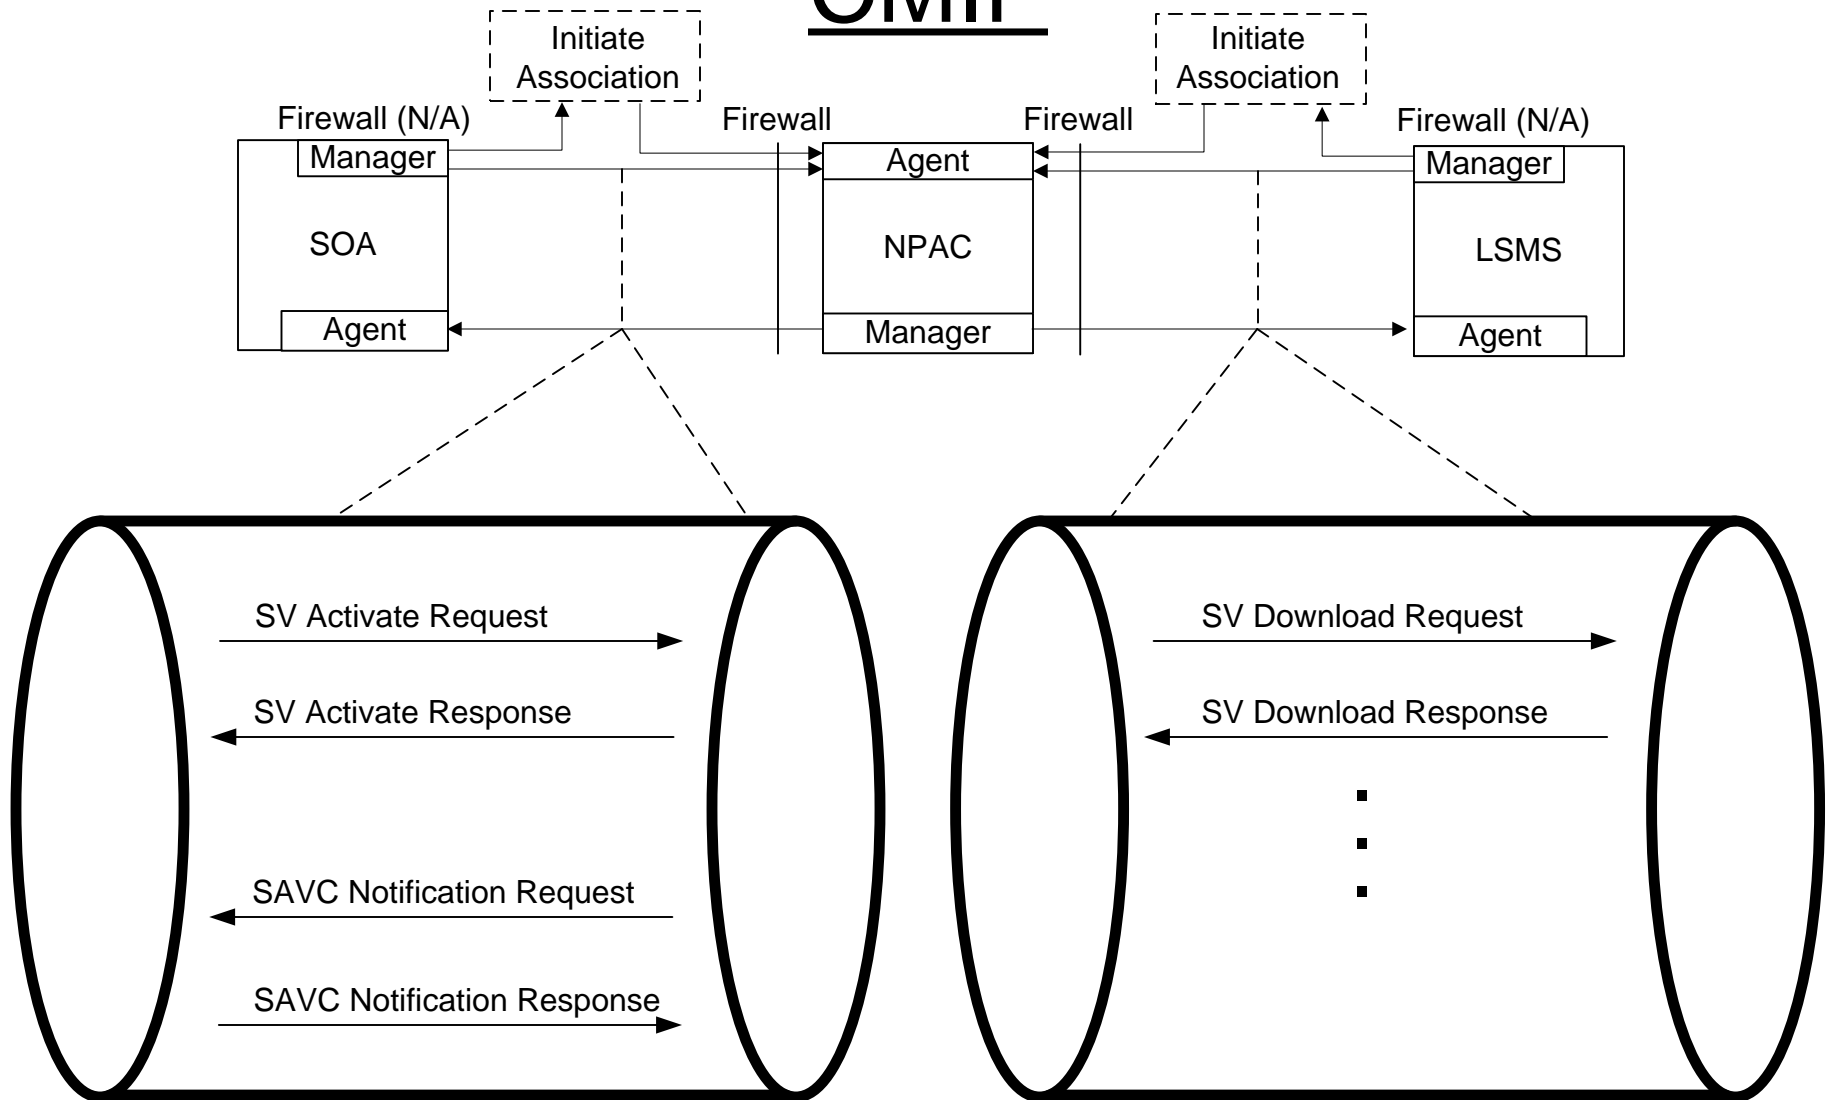 Initiate
Association
Initiate
Association
Firewall (N/A)
Firewall
Firewall
Firewall (N/A)
Manager
Agent
Manager
SOA
NPAC
LSMS
Agent
Manager
Agent
SV Activate Request
SV Download Request
SV Activate Response
SV Download Response
SAVC Notification Request
SAVC Notification Response